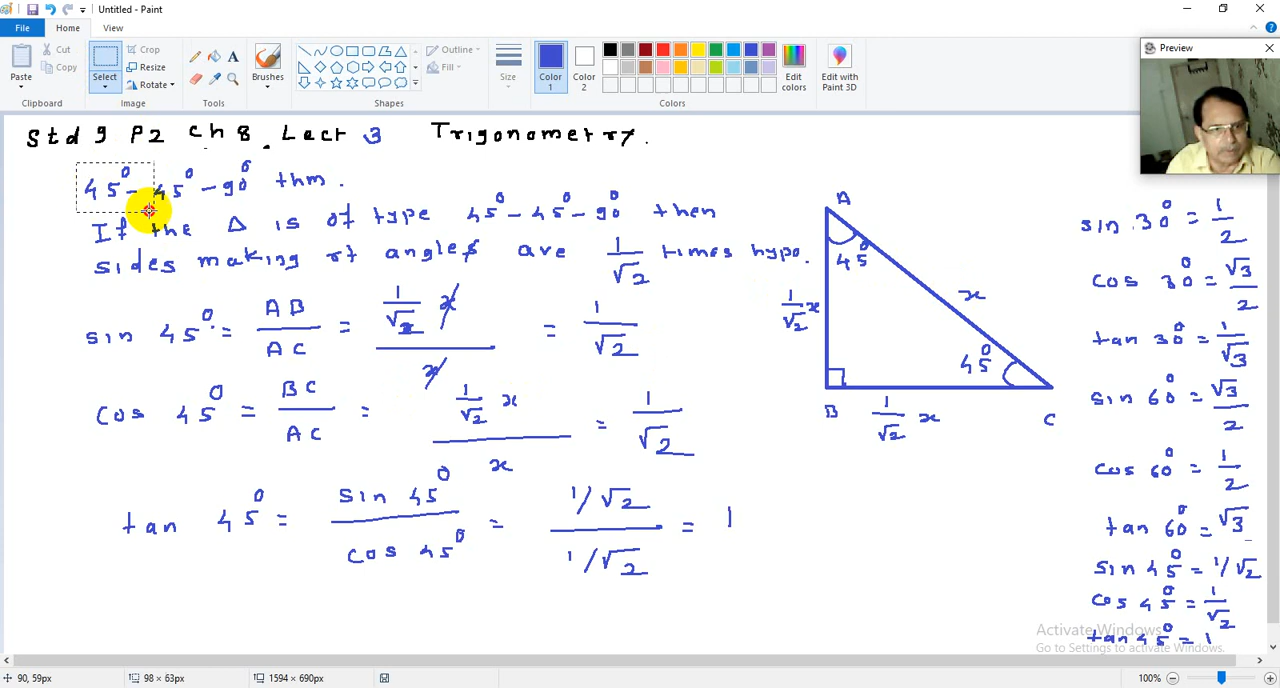 Untitled - Paint
File Home View
Paste Cut Copy Clipboard
Select Crop Resize Rotate Image
Tools
Brushes
Shapes Outline Fill
Size
Color 1 Color 2
Colors
Edit colors
Edit with Paint 3D
Preview
Std 9 P2 ch 8. Lect 3 Trigonometry.
45° - 45° - 90° thm.
If the Δ is of type 45° - 45° - 90° then
sides making rt angles are 1/√2 times hypo.
sin 45° = AB/AC = (1/√2 x)/x = 1/√2
cos 45° = BC/AC = (1/√2 x)/x = 1/√2
tan 45° = sin 45°/cos 45° = (1/√2)/(1/√2) = 1
A
45°
1/√2 x
x
45°
B
1/√2 x
C
sin 30° = 1/2
cos 30° = √3/2
tan 30° = 1/√3
sin 60° = √3/2
cos 60° = 1/2
tan 60° = √3
sin 45° = 1/√2
cos 45° = 1/√2
tan 45° = 1
Activate Windows
Go to Settings to activate Windows.
90, 59px 98 × 63px 1594 × 690px 100%